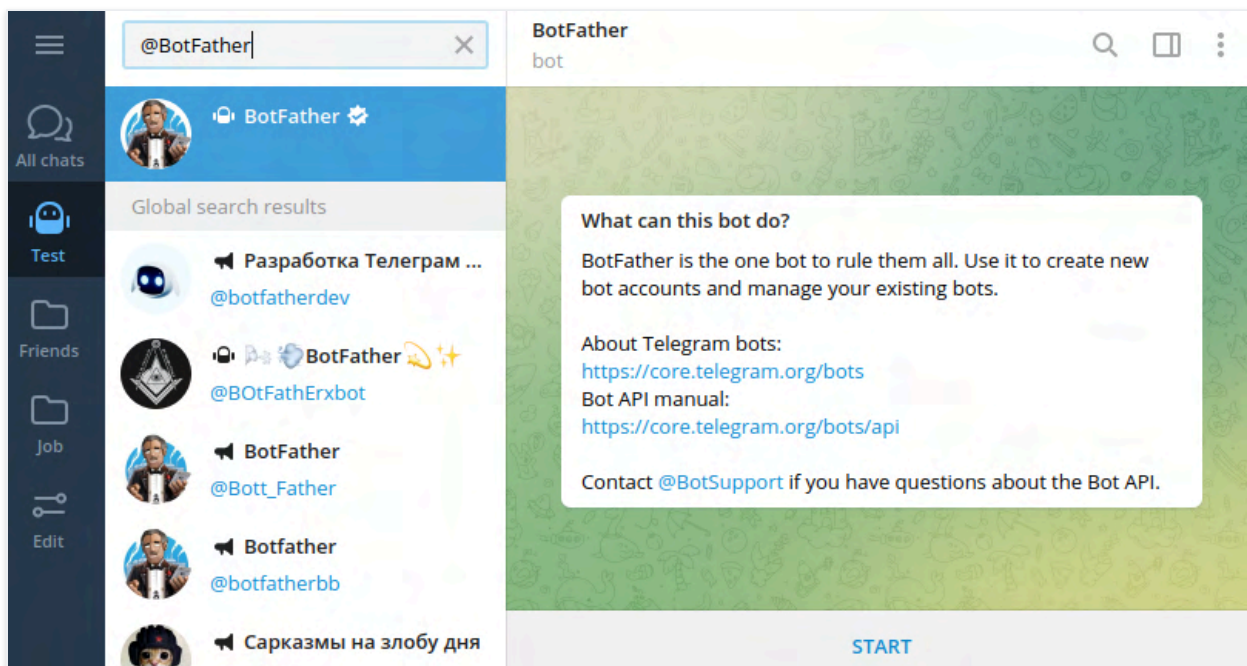 @BotFather
BotFather
bot
All chats
Test
Friends
Job
Edit
BotFather
Global search results
Разработка Телеграм ...
@botfatherdev
BotFather
@BOtFathErxbot
BotFather
@Bott_Father
Botfather
@botfatherbb
Сарказмы на злобу дня
What can this bot do?
BotFather is the one bot to rule them all. Use it to create new
bot accounts and manage your existing bots.
About Telegram bots:
https://core.telegram.org/bots
Bot API manual:
https://core.telegram.org/bots/api
Contact @BotSupport if you have questions about the Bot API.
START